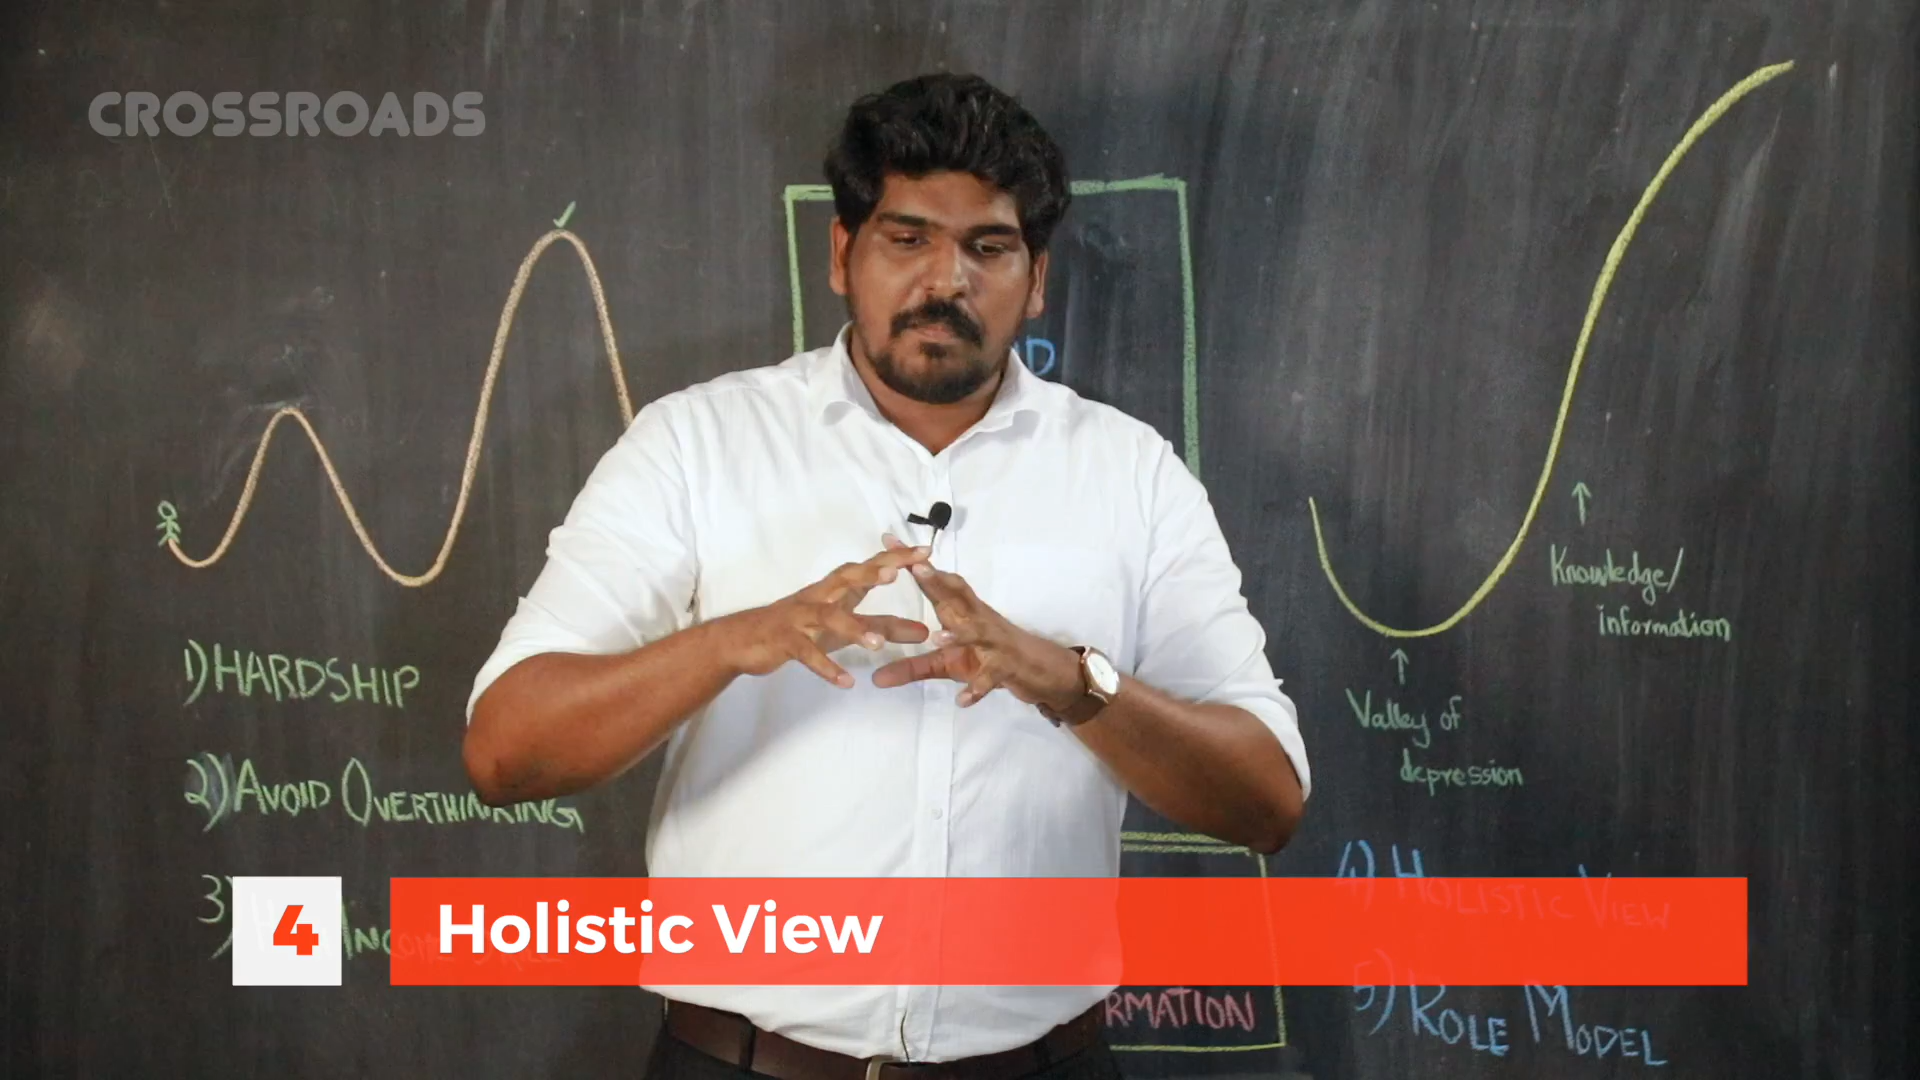 CROSSROADS
Knowledge/
information
Valley of
depression
1) HARDSHIP
2) AVOID OVERTHINKING
3)
4 Holistic View
4) HOLISTIC VIEW
RMATION
5) ROLE MODEL